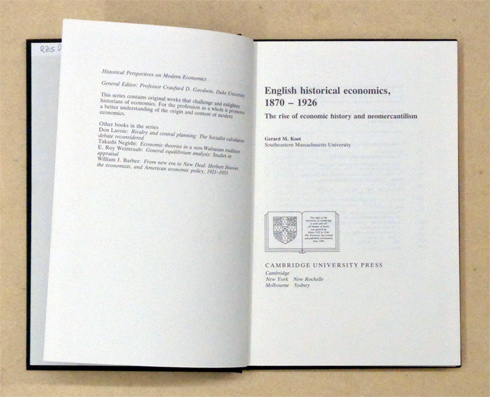 Historical Perspectives on Modern Economics
General Editor: Professor Craufurd D. Goodwin, Duke University
This series contains original works that challenge and enlighten
historians of economics. For the profession as a whole it promotes
a better understanding of the origin and content of modern
economics.
Other books in the series
Don Lavoie: Rivalry and central planning: The Socialist calculation
debate reconsidered
Takashi Negishi: Economic theories in a non-Walrasian tradition
E. Roy Weintraub: General equilibrium analysis: Studies in
appraisal
William J. Barber: From new era to New Deal: Herbert Hoover,
the economists, and American economic policy, 1921–1933
English historical economics,
1870 – 1926
The rise of economic history and neomercantilism
Gerard M. Koot
Southeastern Massachusetts University
CAMBRIDGE UNIVERSITY PRESS
Cambridge
New York New Rochelle
Melbourne Sydney